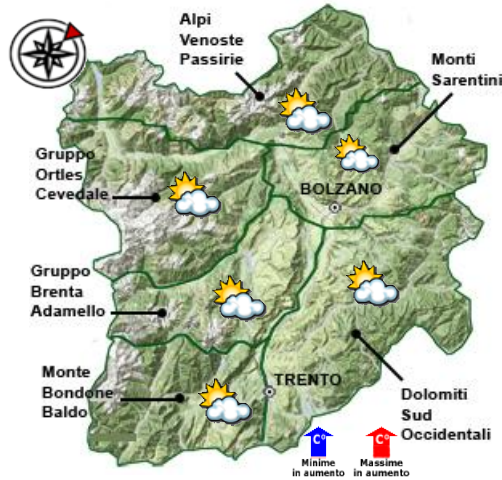 Alpi
Venoste
Passirie
Monti
Sarentini
Gruppo
Ortles
Cevedale
BOLZANO
Gruppo
Brenta
Adamello
Monte
Bondone
Baldo
TRENTO
Dolomiti
Sud
Occidentali
C°
Minime
in aumento
C°
Massime
in aumento